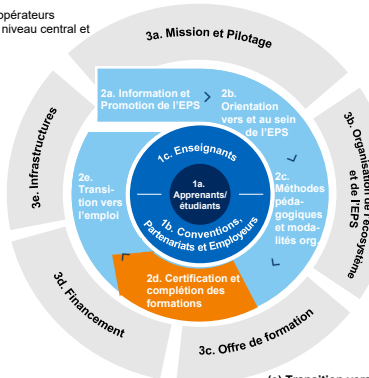 opérateurs
niveau central et
3a. Mission et Pilotage
2a. Information et
Promotion de l'EPS
2b.
Orientation
vers et au sein
de l'EPS
3b. Organisation de l'écosystème
et de l'EPS
3e. Infrastructures
1c. Enseignants
1a.
Apprenants/
étudiants
1b. Conventions,
Partenariats et Employeurs
2e.
Transi-
tion vers
l'emploi
2c.
Méthodes
péda-
gogiques
et moda-
lités org.
2d. Certification et
complétion des
formations
3d. Financement
3c. Offre de formation